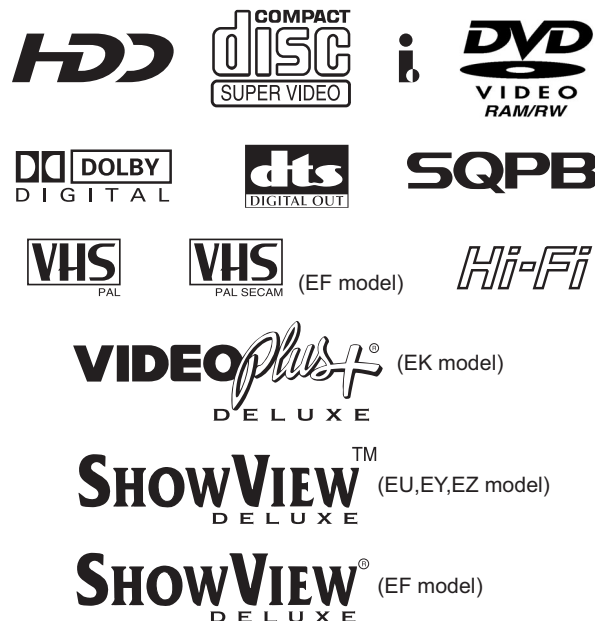 HDD
COMPACT
disc
SUPER VIDEO
i
DVD
VIDEO
RAM/RW
DOLBY
DIGITAL
dts
DIGITAL OUT
SQPB
VHS
PAL
VHS
PAL SECAM
(EF model)
Hi-Fi
VIDEO Plus+®
(EK model)
DELUXE
SHOWVIEW™
(EU,EY,EZ model)
DELUXE
SHOWVIEW®
(EF model)
DELUXE